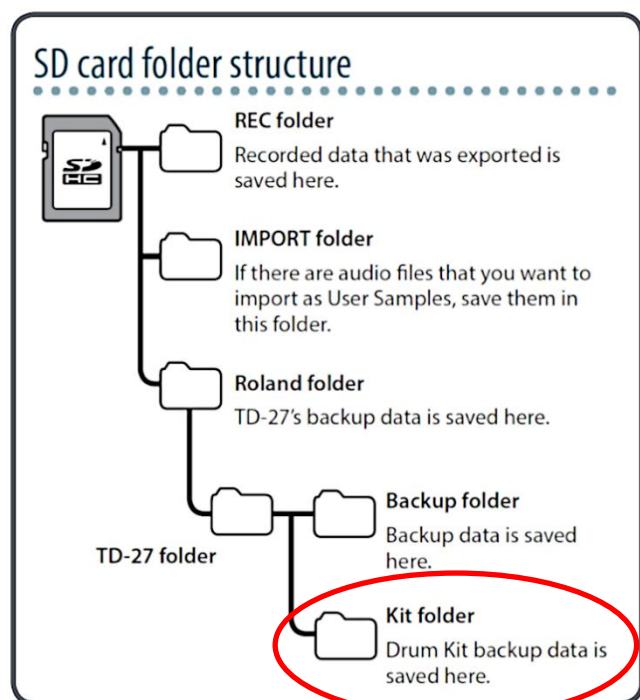 SD card folder structure
REC folder
Recorded data that was exported is
saved here.
IMPORT folder
If there are audio files that you want to
import as User Samples, save them in
this folder.
Roland folder
TD-27’s backup data is saved here.
Backup folder
Backup data is saved
here.
TD-27 folder
Kit folder
Drum Kit backup data is
saved here.
SD
HC